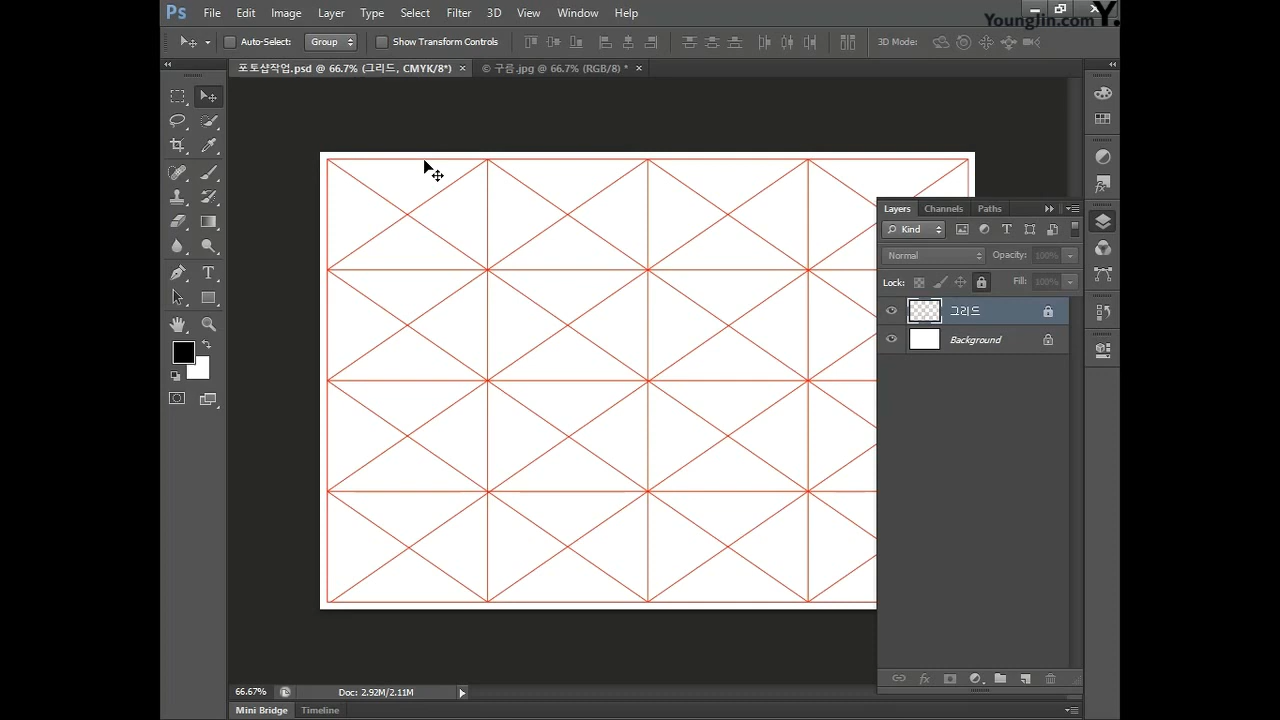 Ps File Edit Image Layer Type Select Filter 3D View Window Help
YoungJin.com Y.
Auto-Select: Group Show Transform Controls 3D Mode:
포토샵작업.psd @ 66.7% (그리드, CMYK/8*) × © 구름.jpg @ 66.7% (RGB/8) * ×
Layers Channels Paths
Kind
Normal Opacity: 100%
Lock: Fill: 100%
그리드
Background
66.67% Doc: 2.92M/2.11M
Mini Bridge Timeline